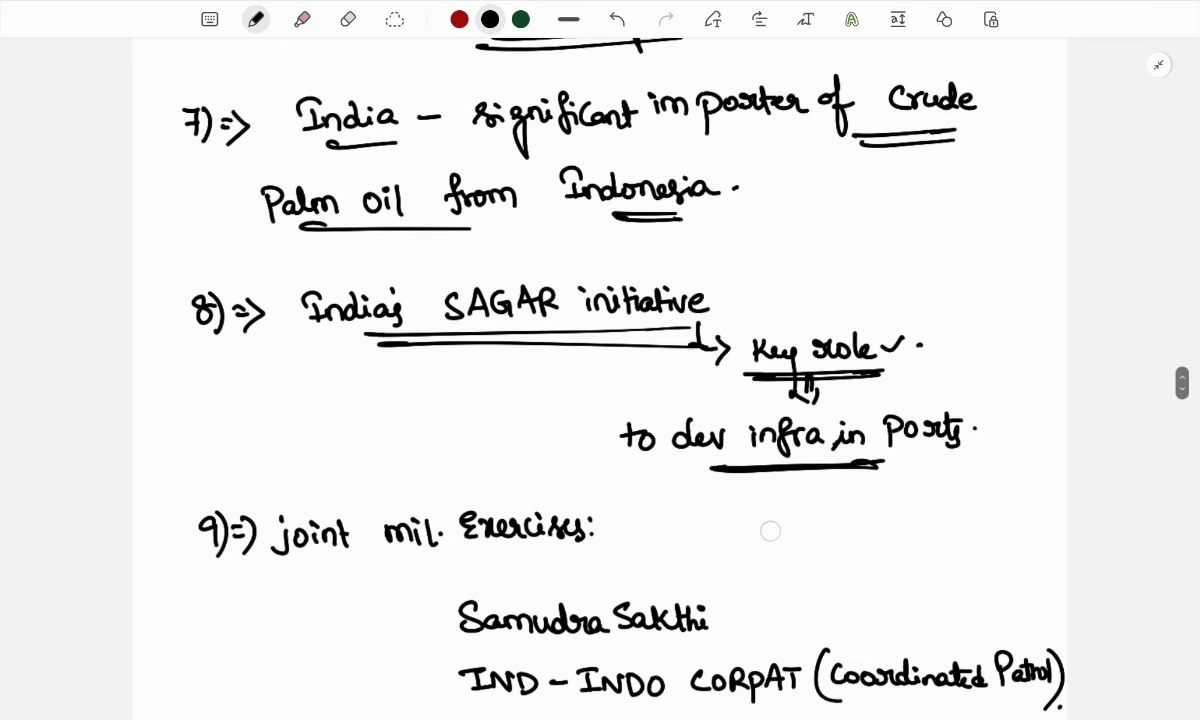 7)=> India - significant importer of Crude
Palm oil from Indonesia.
8)=> India's SAGAR initiative
-> Key role ✓.
to dev infra in Ports.
9)=> joint mil. Exercises:
Samudra Sakthi
IND - INDO CORPAT (Coordinated Patrol).